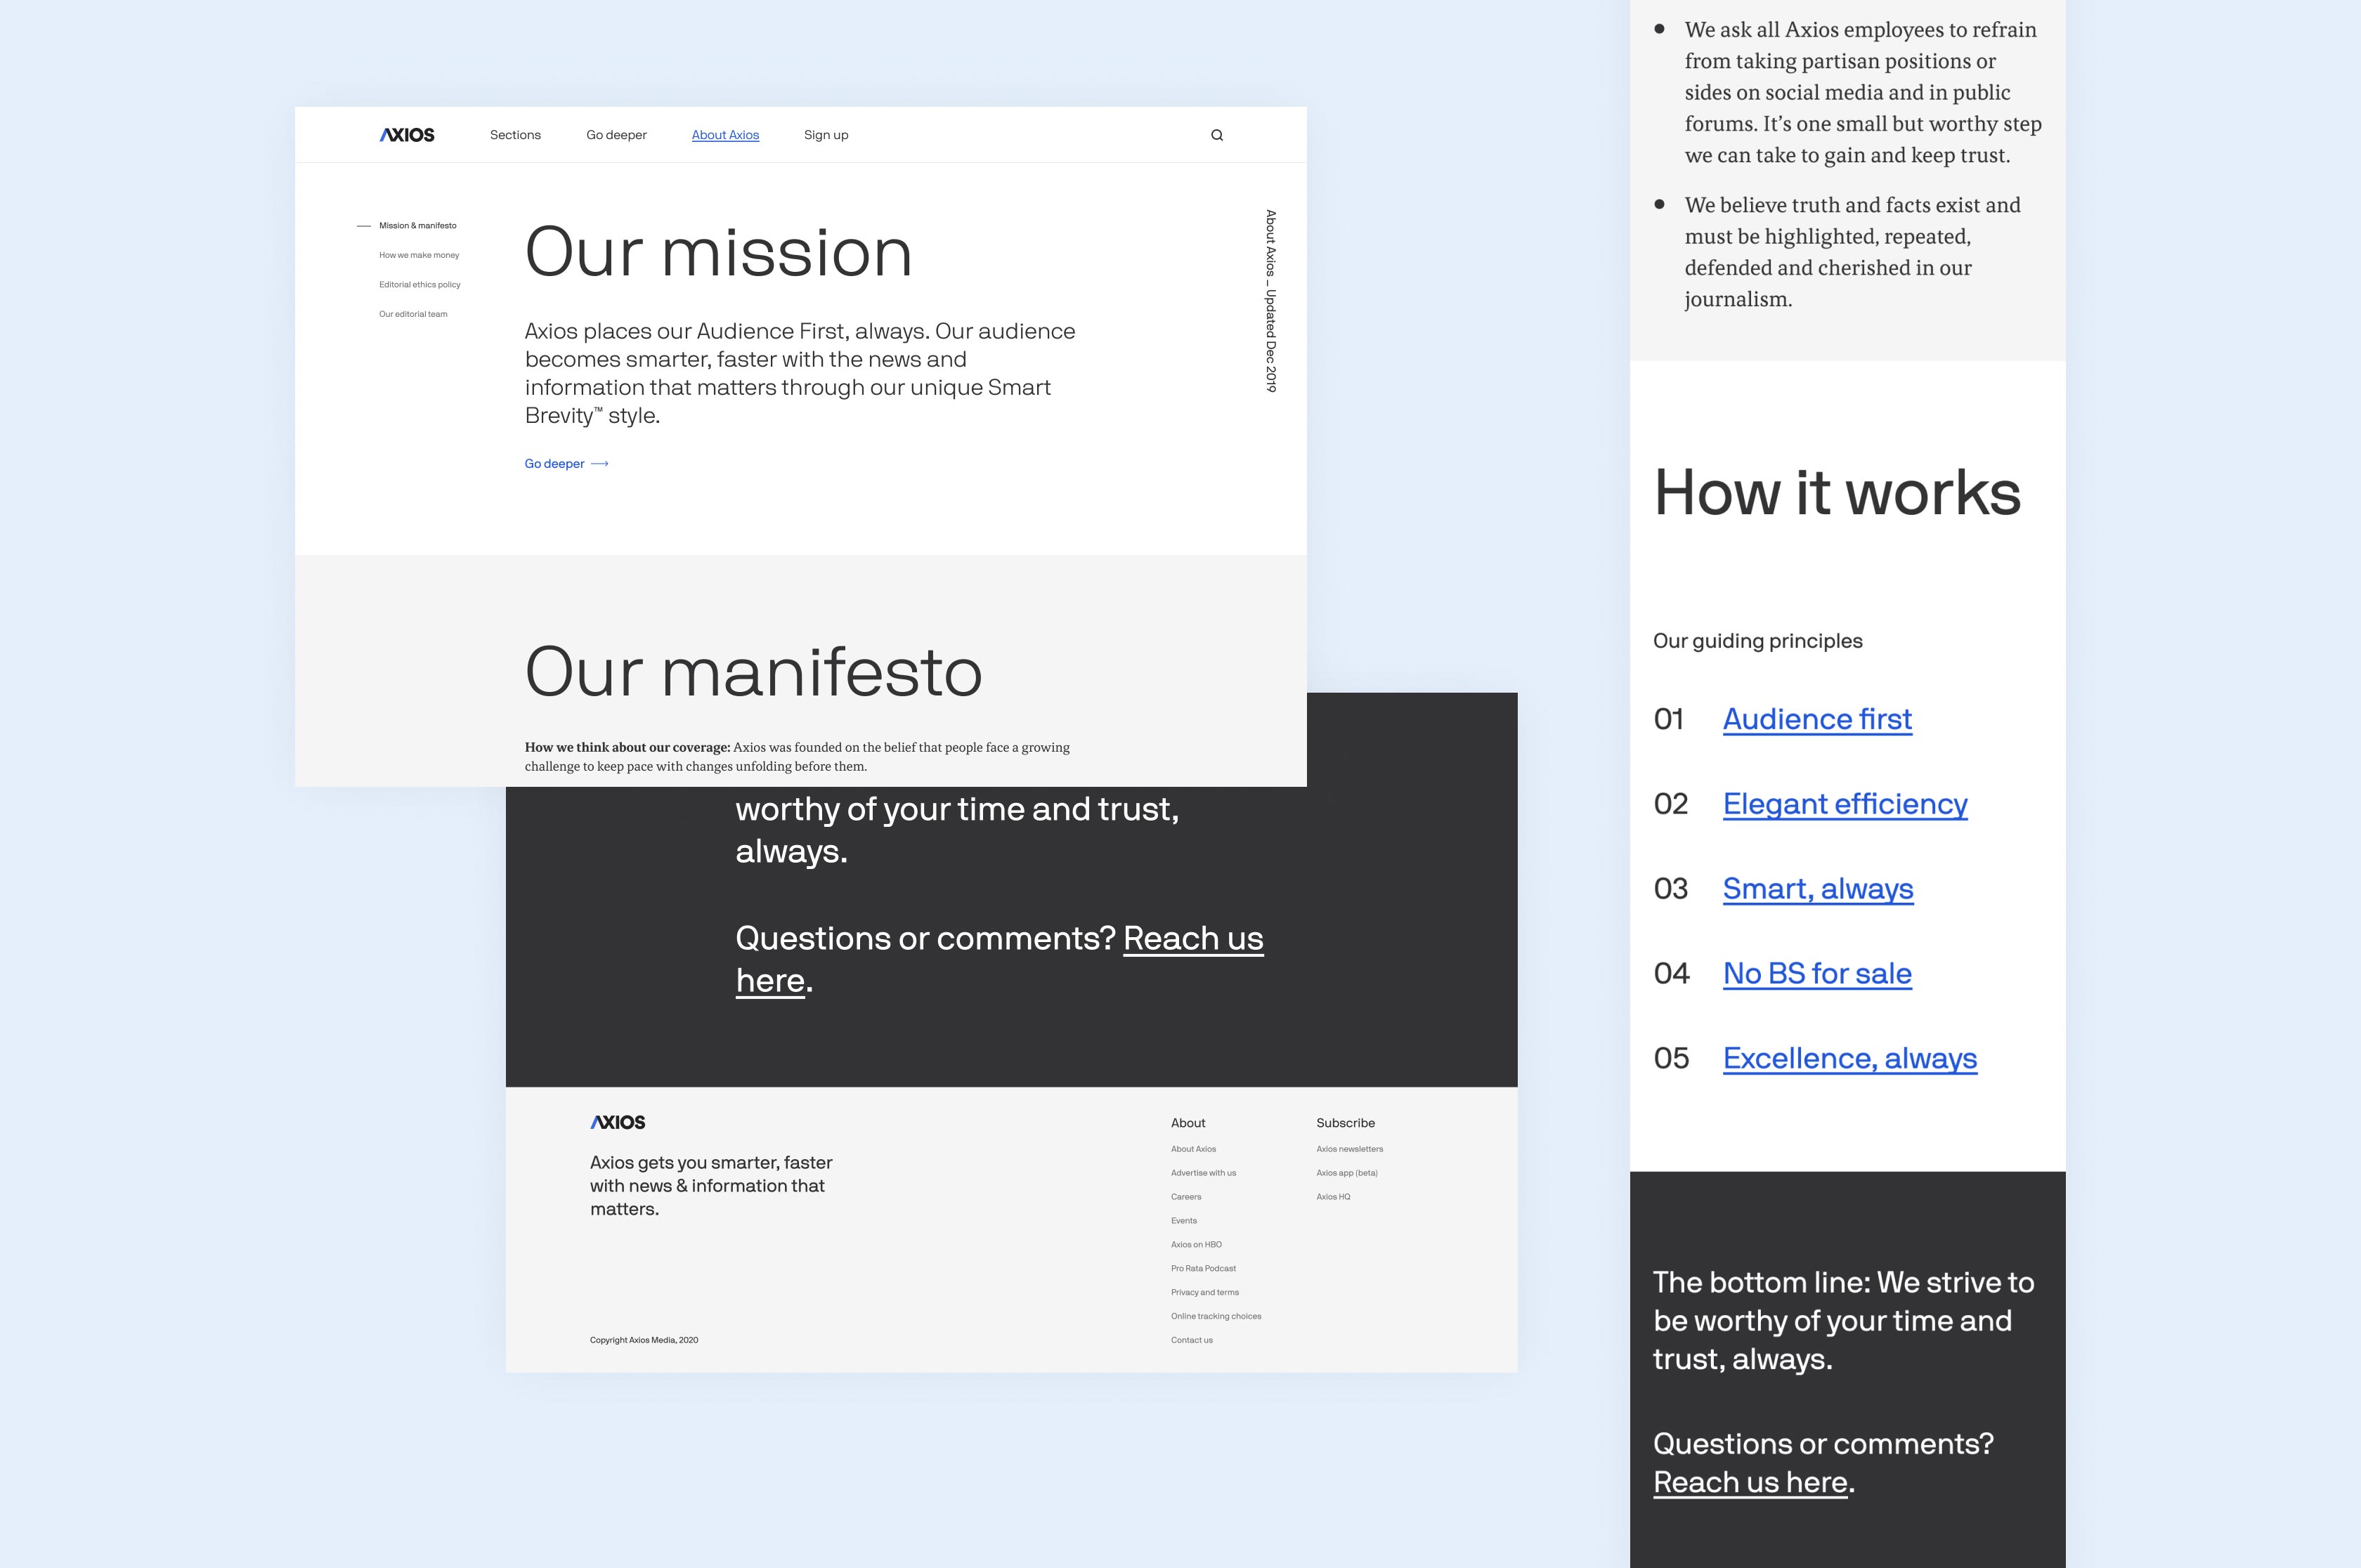 AXIOS
Sections
Go deeper
About Axios
Sign up
Mission & manifesto
How we make money
Editorial ethics policy
Our editorial team
Our mission
Axios places our Audience First, always. Our audience
becomes smarter, faster with the news and
information that matters through our unique Smart
Brevity™ style.
Go deeper
About Axios _ Updated Dec 2019
Our manifesto
How we think about our coverage: Axios was founded on the belief that people face a growing
challenge to keep pace with changes unfolding before them.
worthy of your time and trust,
always.
Questions or comments? Reach us
here.
AXIOS
Axios gets you smarter, faster
with news & information that
matters.
Copyright Axios Media, 2020
About
About Axios
Advertise with us
Careers
Events
Axios on HBO
Pro Rata Podcast
Privacy and terms
Online tracking choices
Contact us
Subscribe
Axios newsletters
Axios app (beta)
Axios HQ
We ask all Axios employees to refrain
from taking partisan positions or
sides on social media and in public
forums. It’s one small but worthy step
we can take to gain and keep trust.
We believe truth and facts exist and
must be highlighted, repeated,
defended and cherished in our
journalism.
How it works
Our guiding principles
01 Audience first
02 Elegant efficiency
03 Smart, always
04 No BS for sale
05 Excellence, always
The bottom line: We strive to
be worthy of your time and
trust, always.
Questions or comments?
Reach us here.